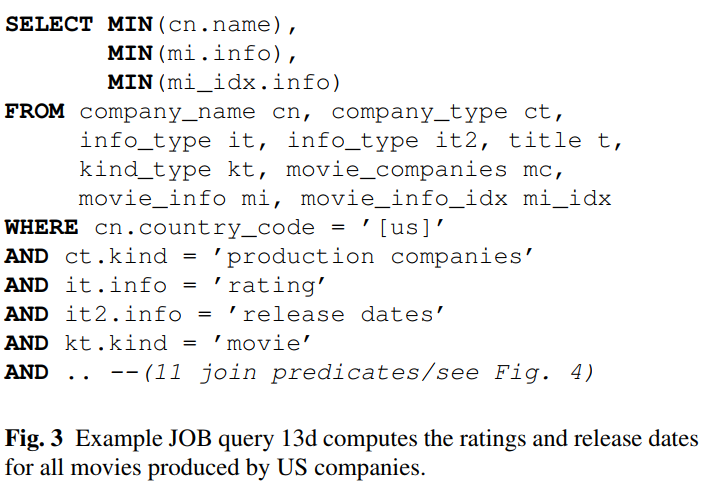 SELECT MIN(cn.name),
MIN(mi.info),
MIN(mi_idx.info)
FROM company_name cn, company_type ct,
info_type it, info_type it2, title t,
kind_type kt, movie_companies mc,
movie_info mi, movie_info_idx mi_idx
WHERE cn.country_code = ’[us]’
AND ct.kind = ’production companies’
AND it.info = ’rating’
AND it2.info = ’release dates’
AND kt.kind = ’movie’
AND .. --(11 join predicates/see Fig. 4)
Fig. 3 Example JOB query 13d computes the ratings and release dates
for all movies produced by US companies.